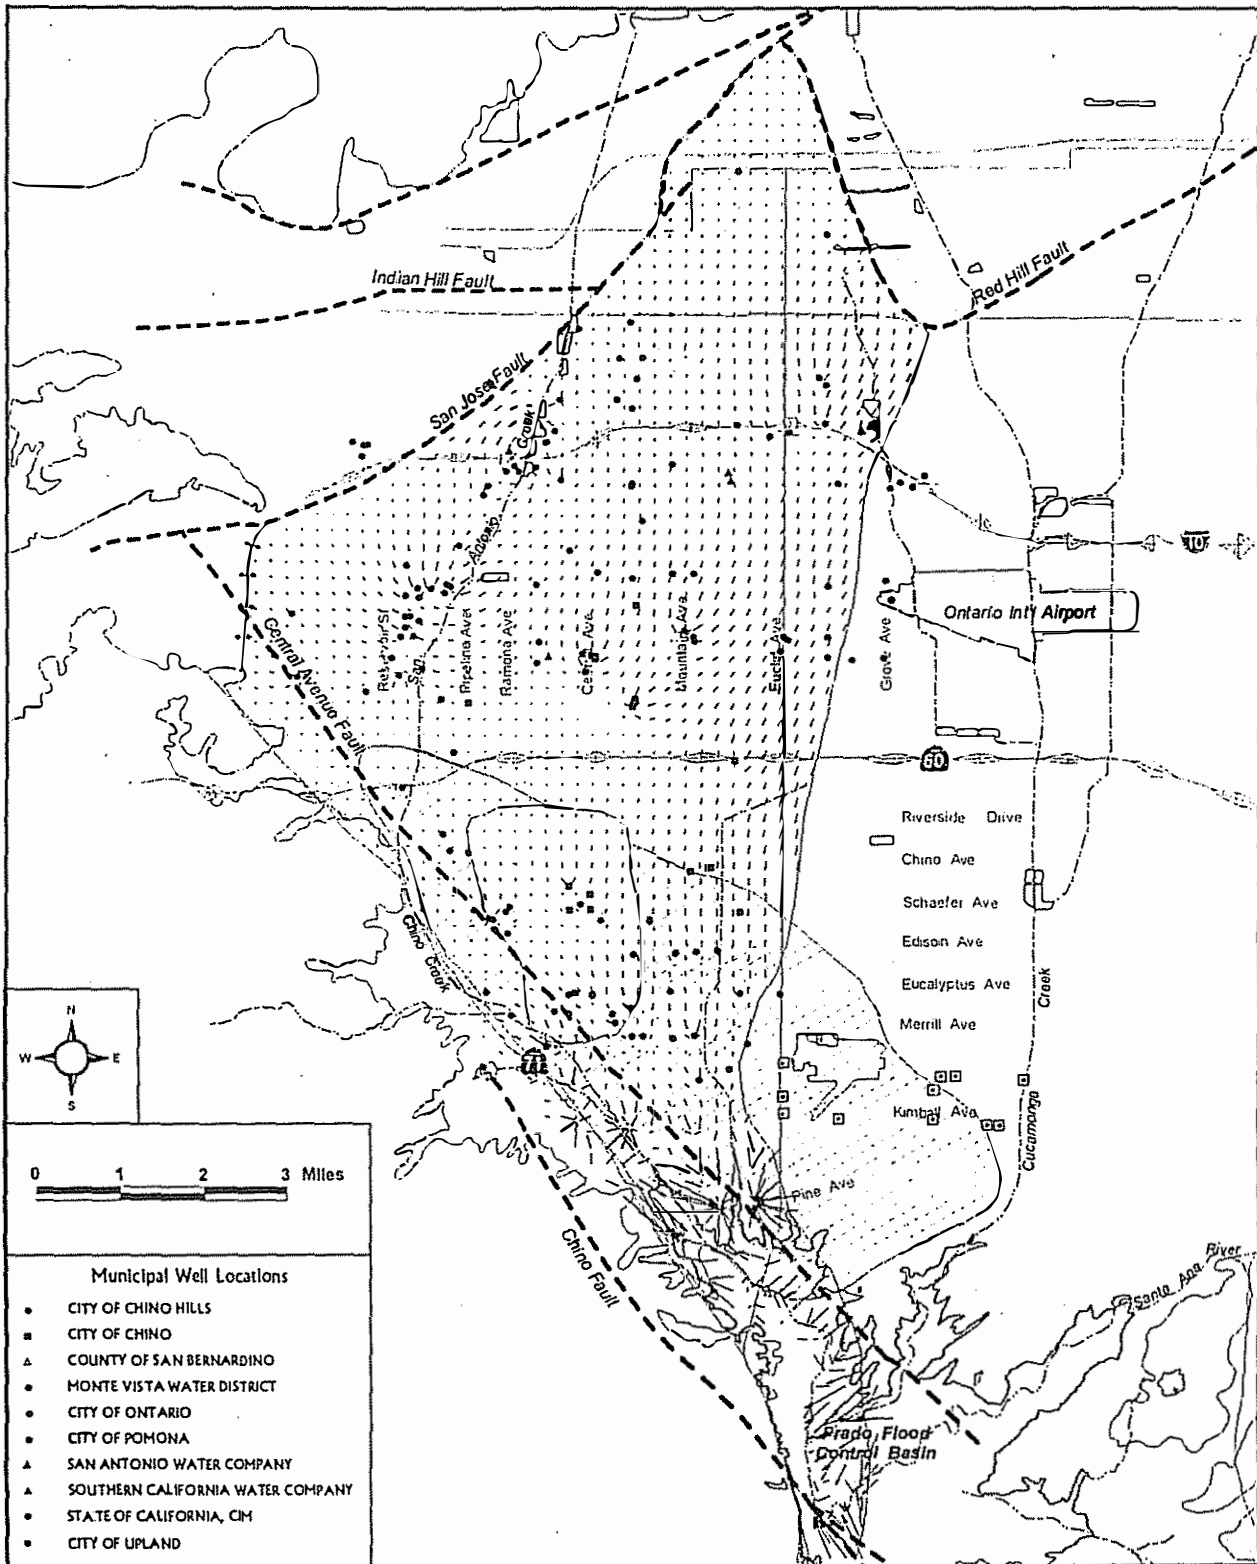 Indian Hill Fault
Red Hill Fault
San Jose Fault
Creek
Antonio
San
10
Ontario Int'l Airport
Central Avenue Fault
Pipeline Ave
Ramona Ave
Mountain Ave
Euclid Ave
Grove Ave
60
Riverside Drive
Chino Ave
Schaefer Ave
Edison Ave
Eucalyptus Ave
Merrill Ave
Kimball Ave
Pine Ave
Chino Creek
Cucamonga Creek
Chino Fault
Santa Ana River
Prado Flood
Control Basin
N
W E
S
0 1 2 3 Miles
Municipal Well Locations
CITY OF CHINO HILLS
CITY OF CHINO
COUNTY OF SAN BERNARDINO
MONTE VISTA WATER DISTRICT
CITY OF ONTARIO
CITY OF POMONA
SAN ANTONIO WATER COMPANY
SOUTHERN CALIFORNIA WATER COMPANY
STATE OF CALIFORNIA, CIM
CITY OF UPLAND